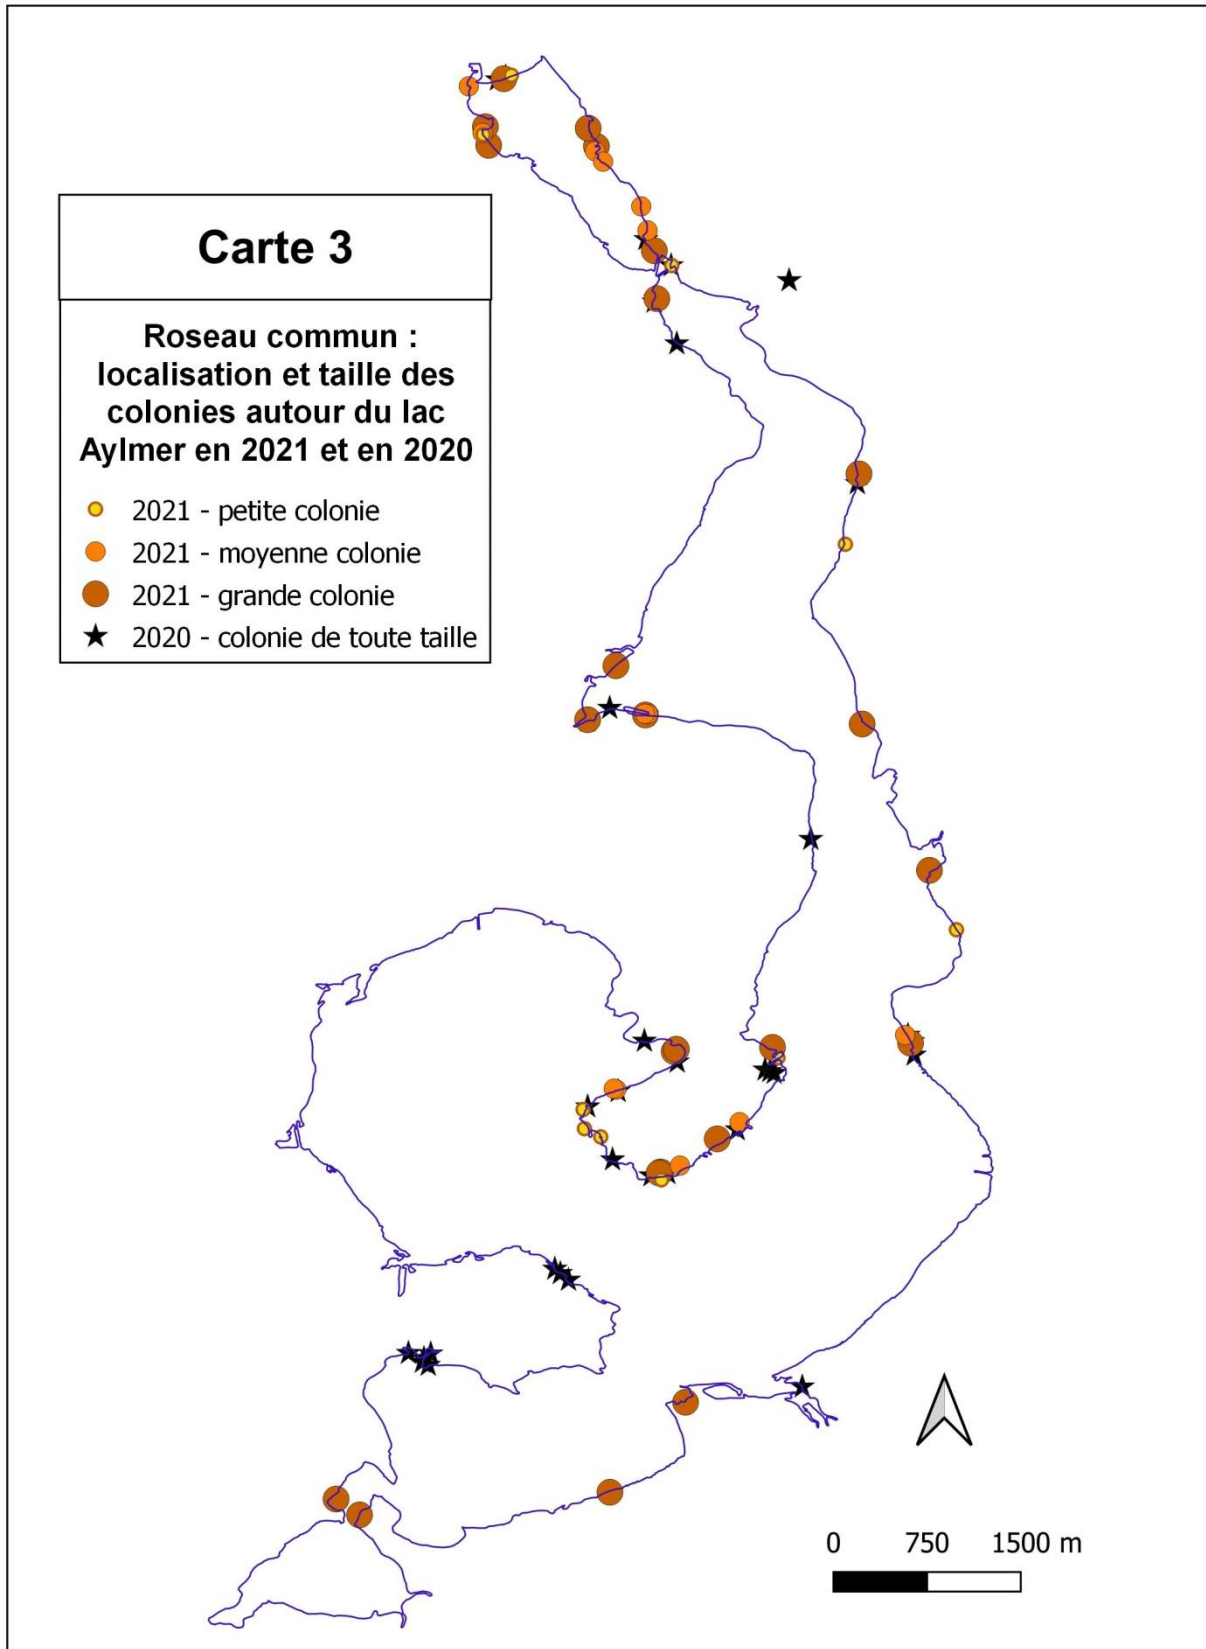 Carte 3
Roseau commun :
localisation et taille des
colonies autour du lac
Aylmer en 2021 et en 2020
2021 - petite colonie
2021 - moyenne colonie
2021 - grande colonie
2020 - colonie de toute taille
0 750 1500 m